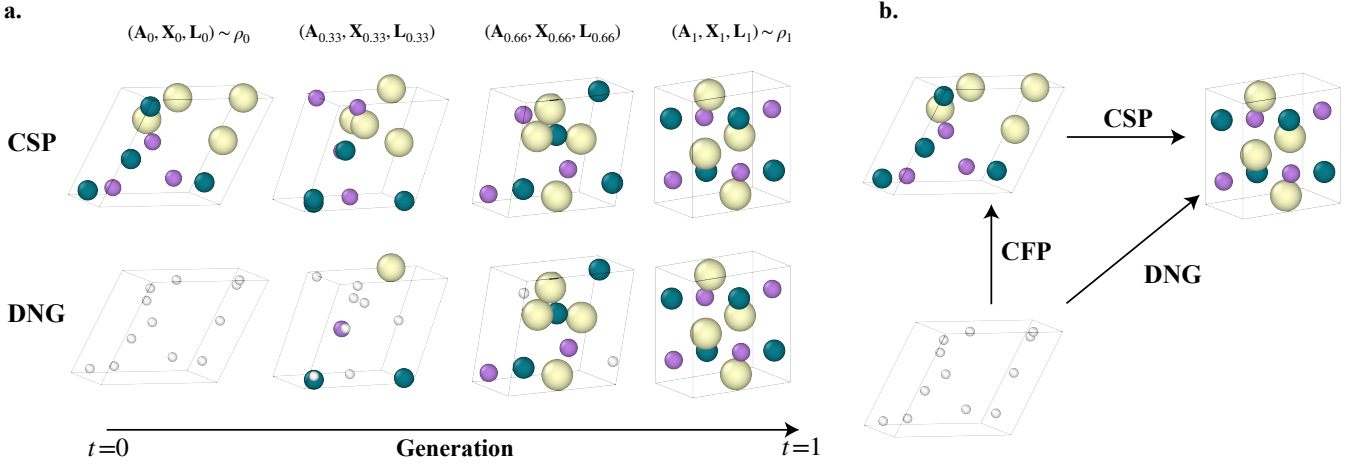 a.
(A₀, X₀, L₀) ~ ρ₀
(A₀.₃₃, X₀.₃₃, L₀.₃₃)
(A₀.₆₆, X₀.₆₆, L₀.₆₆)
(A₁, X₁, L₁) ~ ρ₁
CSP
DNG
t=0
Generation
t=1
b.
CSP
CFP
DNG